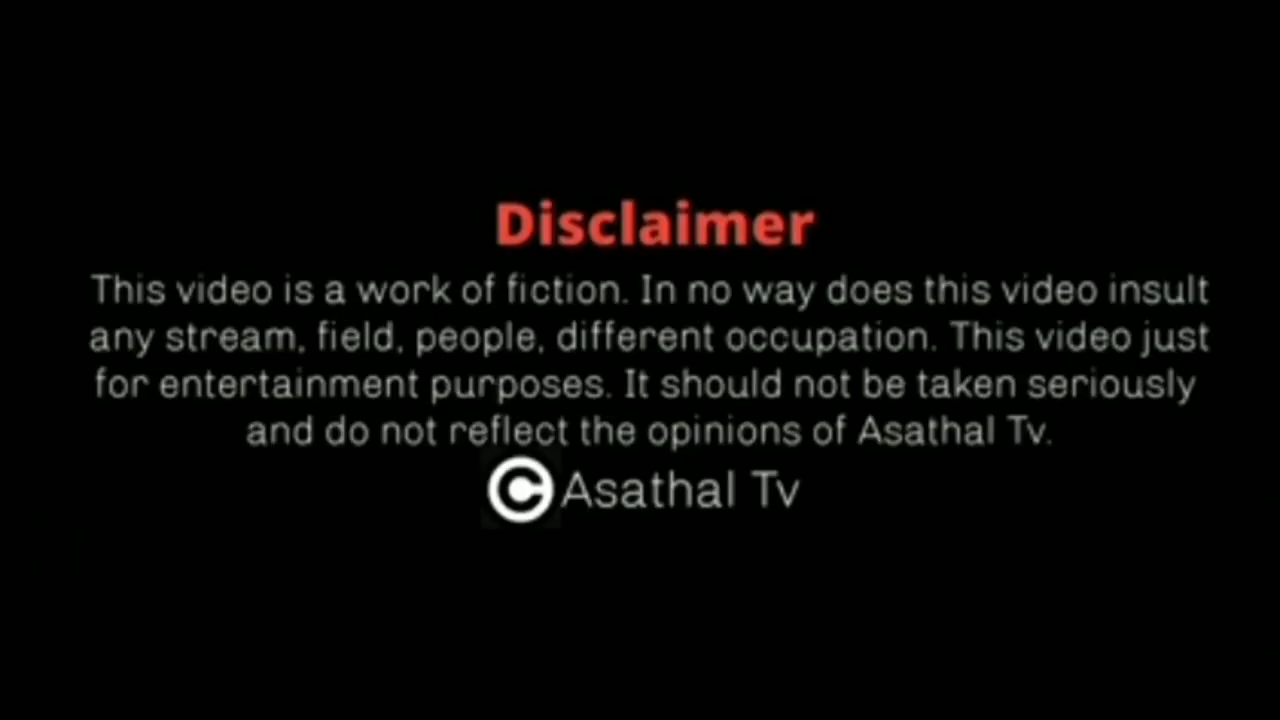 Disclaimer
This video is a work of fiction. In no way does this video insult
any stream, field, people, different occupation. This video just
for entertainment purposes. It should not be taken seriously
and do not reflect the opinions of Asathal Tv.
© Asathal Tv